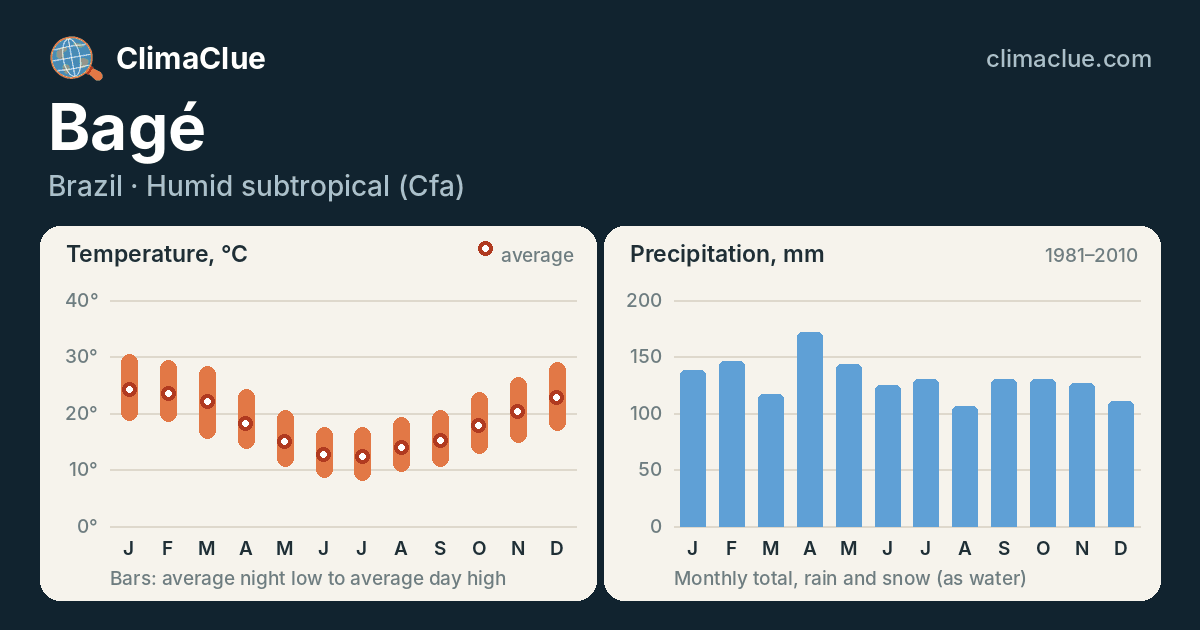 ClimaClue
climaclue.com
Bagé
Brazil · Humid subtropical (Cfa)
Temperature, °C
average
40°
30°
20°
10°
0°
J F M A M J J A S O N D
Bars: average night low to average day high
Precipitation, mm
1981–2010
200
150
100
50
0
J F M A M J J A S O N D
Monthly total, rain and snow (as water)